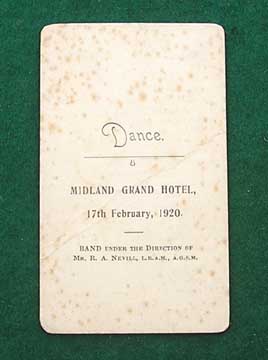 Dance.
MIDLAND GRAND HOTEL,
17th February, 1920.
BAND UNDER THE DIRECTION OF
MR. R. A. NEVILL, L.R.A.M., A.G.S.M.